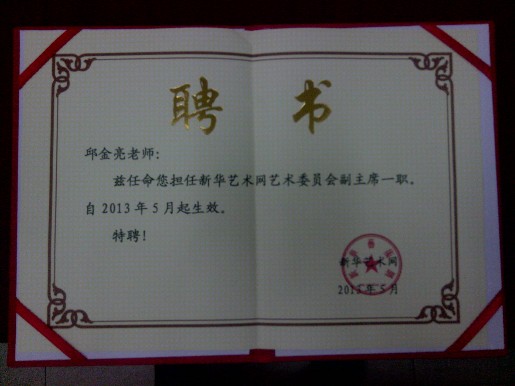 聘 书
邱金亮老师：
兹任命您担任新华艺术网艺术委员会副主席一职。
自2013年5月起生效。
特聘！
新华艺术网
2013年5月